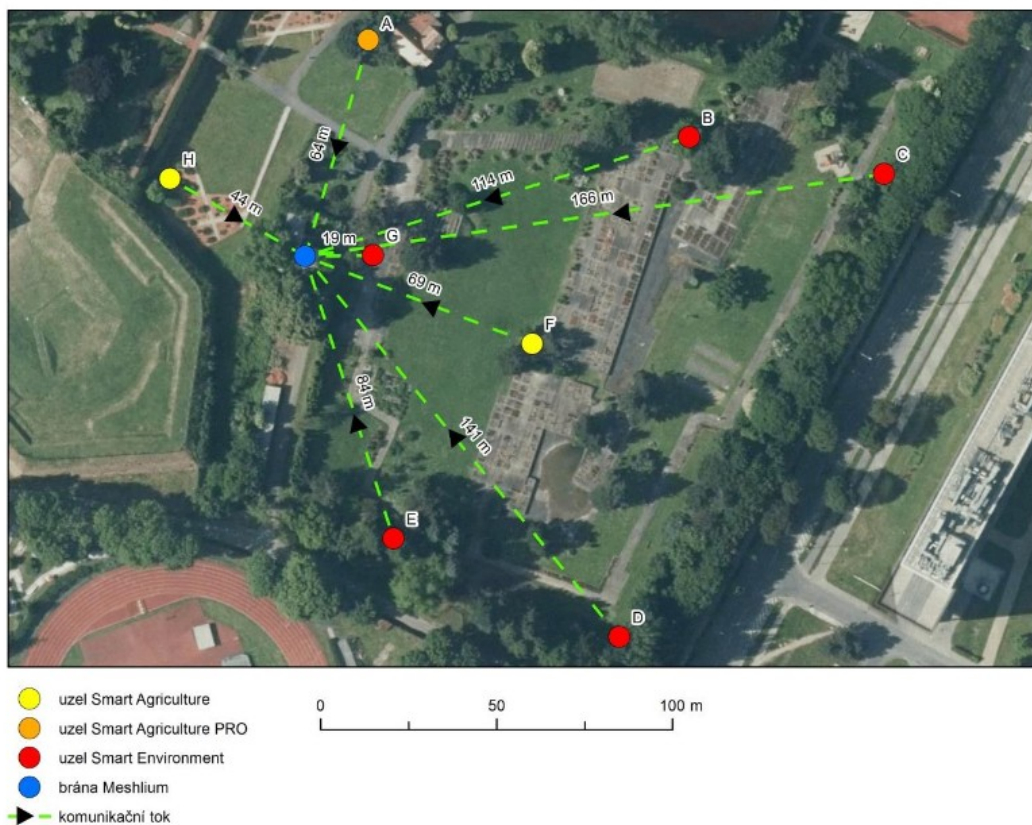 A
B
C
H
64 m
114 m
166 m
44 m
19 m
G
69 m
F
84 m
141 m
E
D
uzel Smart Agriculture
uzel Smart Agriculture PRO
uzel Smart Environment
brána Meshlium
komunikační tok
0 50 100 m